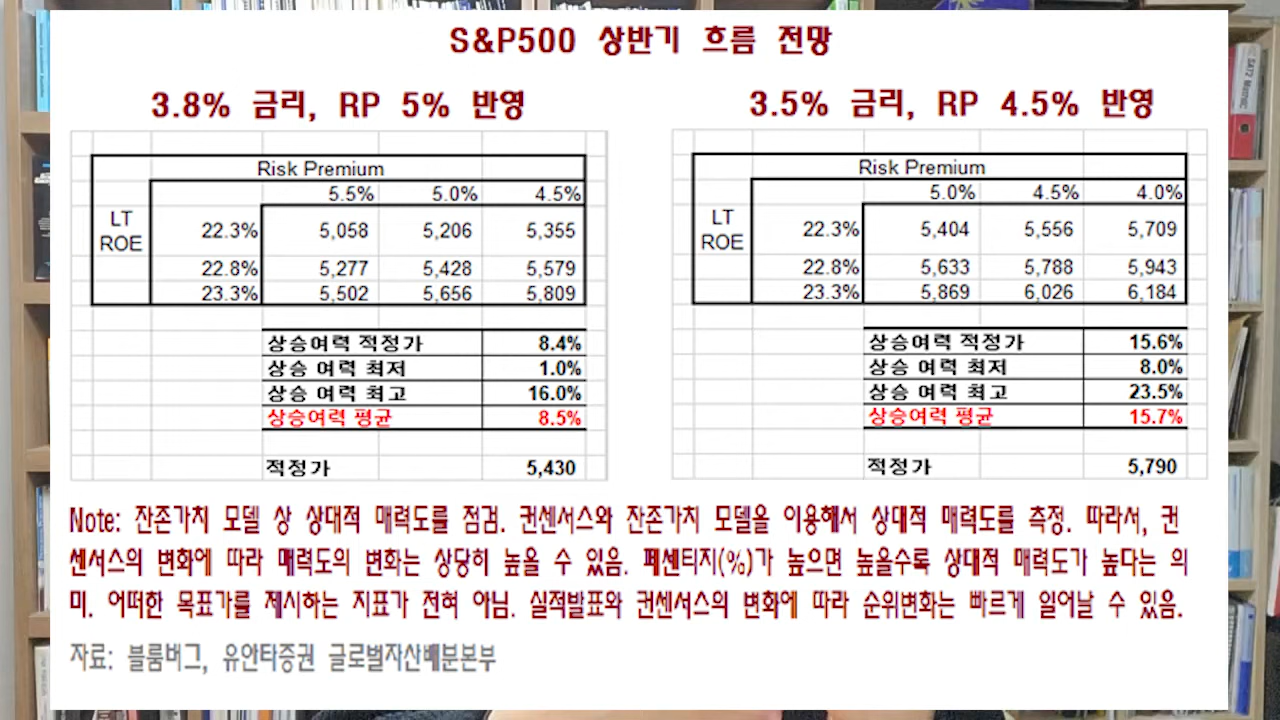 S&P500 상반기 흐름 전망
3.8% 금리, RP 5% 반영
Risk Premium
5.5% 5.0% 4.5%
LT ROE
22.3% 5,058 5,206 5,355
22.8% 5,277 5,428 5,579
23.3% 5,502 5,656 5,809
상승여력 적정가 8.4%
상승 여력 최저 1.0%
상승 여력 최고 16.0%
상승여력 평균 8.5%
적정가 5,430
3.5% 금리, RP 4.5% 반영
Risk Premium
5.0% 4.5% 4.0%
LT ROE
22.3% 5,404 5,556 5,709
22.8% 5,633 5,788 5,943
23.3% 5,869 6,026 6,184
상승여력 적정가 15.6%
상승 여력 최저 8.0%
상승 여력 최고 23.5%
상승여력 평균 15.7%
적정가 5,790
Note: 잔존가치 모델 상 상대적 매력도를 점검. 컨센서스와 잔존가치 모델을 이용해서 상대적 매력도를 측정. 따라서, 컨
센서스의 변화에 따라 매력도의 변화는 상당히 높을 수 있음. 퍼센티지(%)가 높으면 높을수록 상대적 매력도가 높다는 의
미. 어떠한 목표가를 제시하는 지표가 전혀 아님. 실적발표와 컨센서스의 변화에 따라 순위변화는 빠르게 일어날 수 있음.
자료: 블룸버그, 유안타증권 글로벌자산배분본부